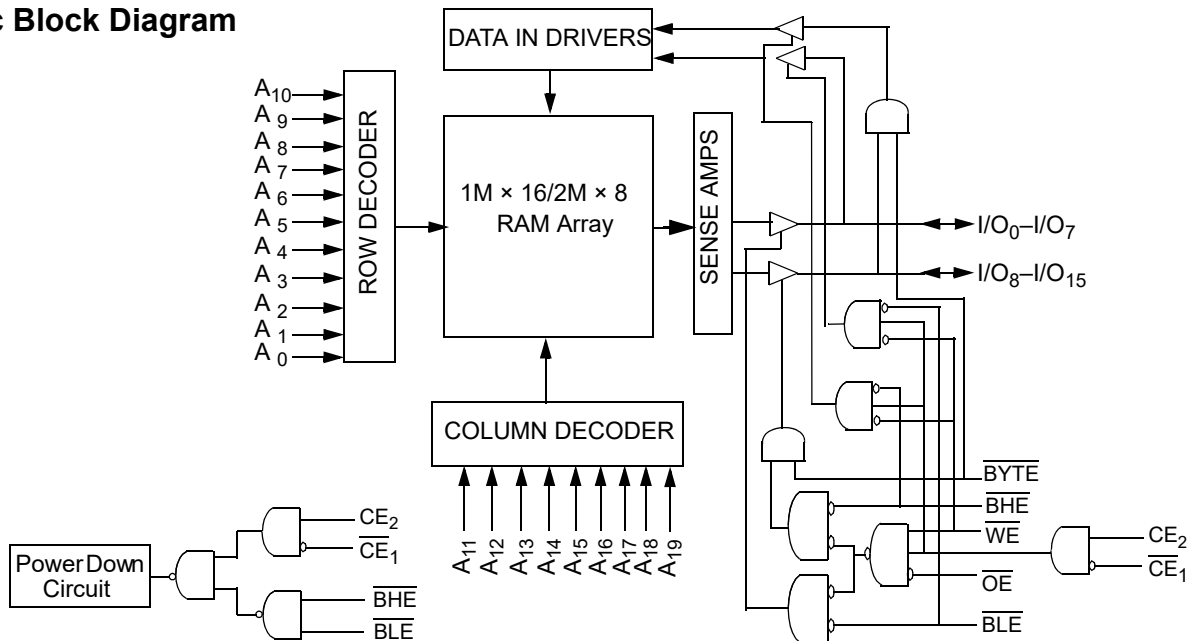 c Block Diagram
DATA IN DRIVERS
A10
A9
A8
A7
A6
A5
A4
A3
A2
A1
A0
ROW DECODER
1M × 16/2M × 8
RAM Array
SENSE AMPS
I/O0–I/O7
I/O8–I/O15
COLUMN DECODER
A11
A12
A13
A14
A15
A16
A17
A18
A19
BYTE
BHE
WE
OE
BLE
CE2
CE1
Power Down
Circuit
CE2
CE1
BHE
BLE